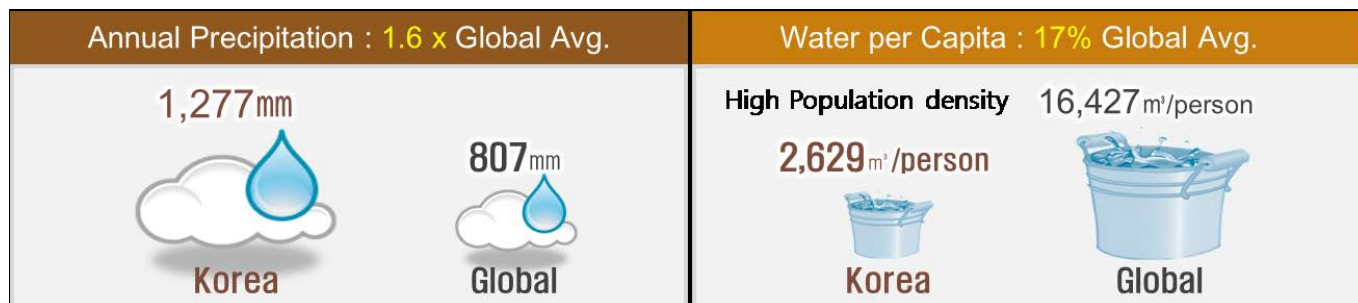 Annual Precipitation : 1.6 x Global Avg.
1,277mm
807mm
Korea
Global
Water per Capita : 17% Global Avg.
High Population density
16,427㎥/person
2,629㎥/person
Korea
Global